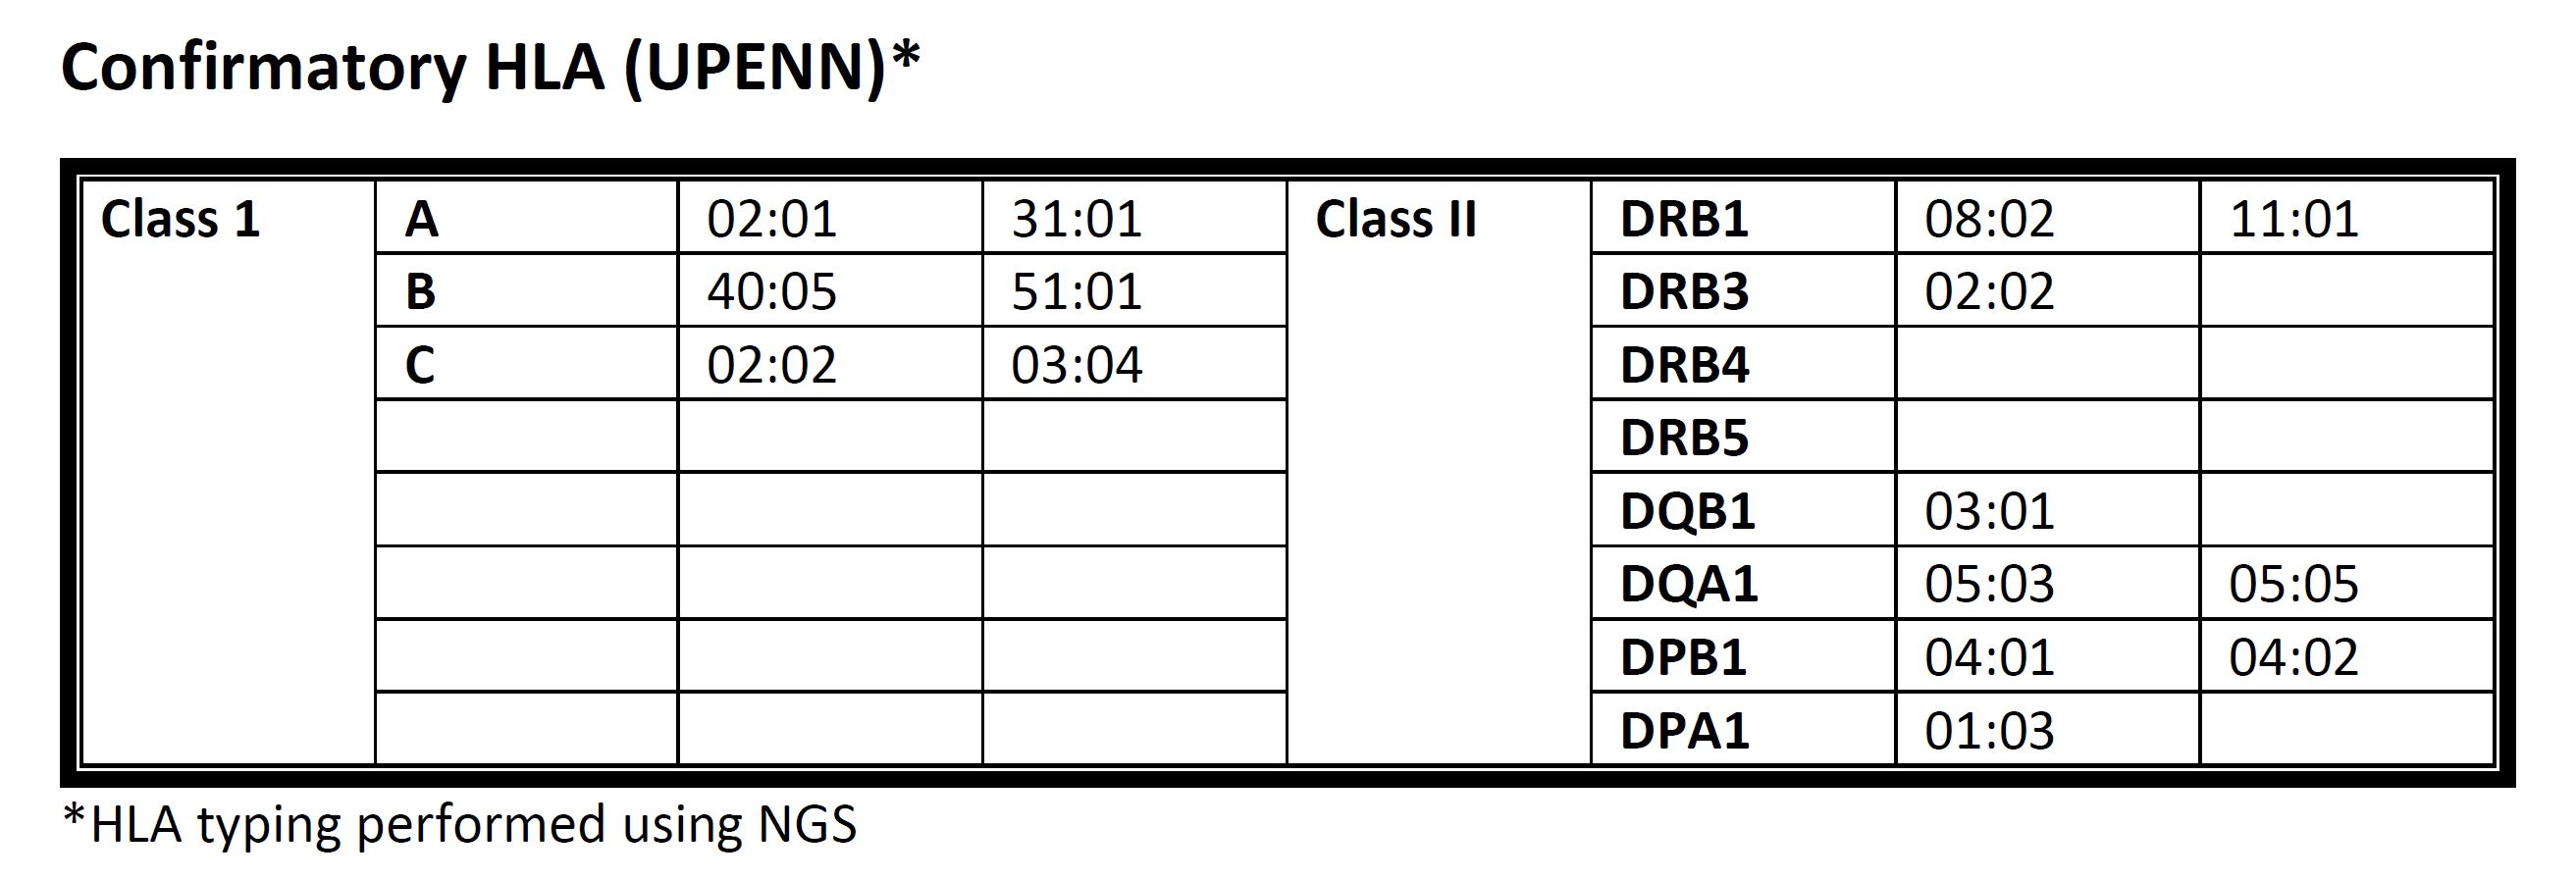 Confirmatory HLA (UPENN)*
Class 1 A 02:01 31:01 Class II DRB1 08:02 11:01
B 40:05 51:01 DRB3 02:02
C 02:02 03:04 DRB4
DRB5
DQB1 03:01
DQA1 05:03 05:05
DPB1 04:01 04:02
DPA1 01:03
*HLA typing performed using NGS